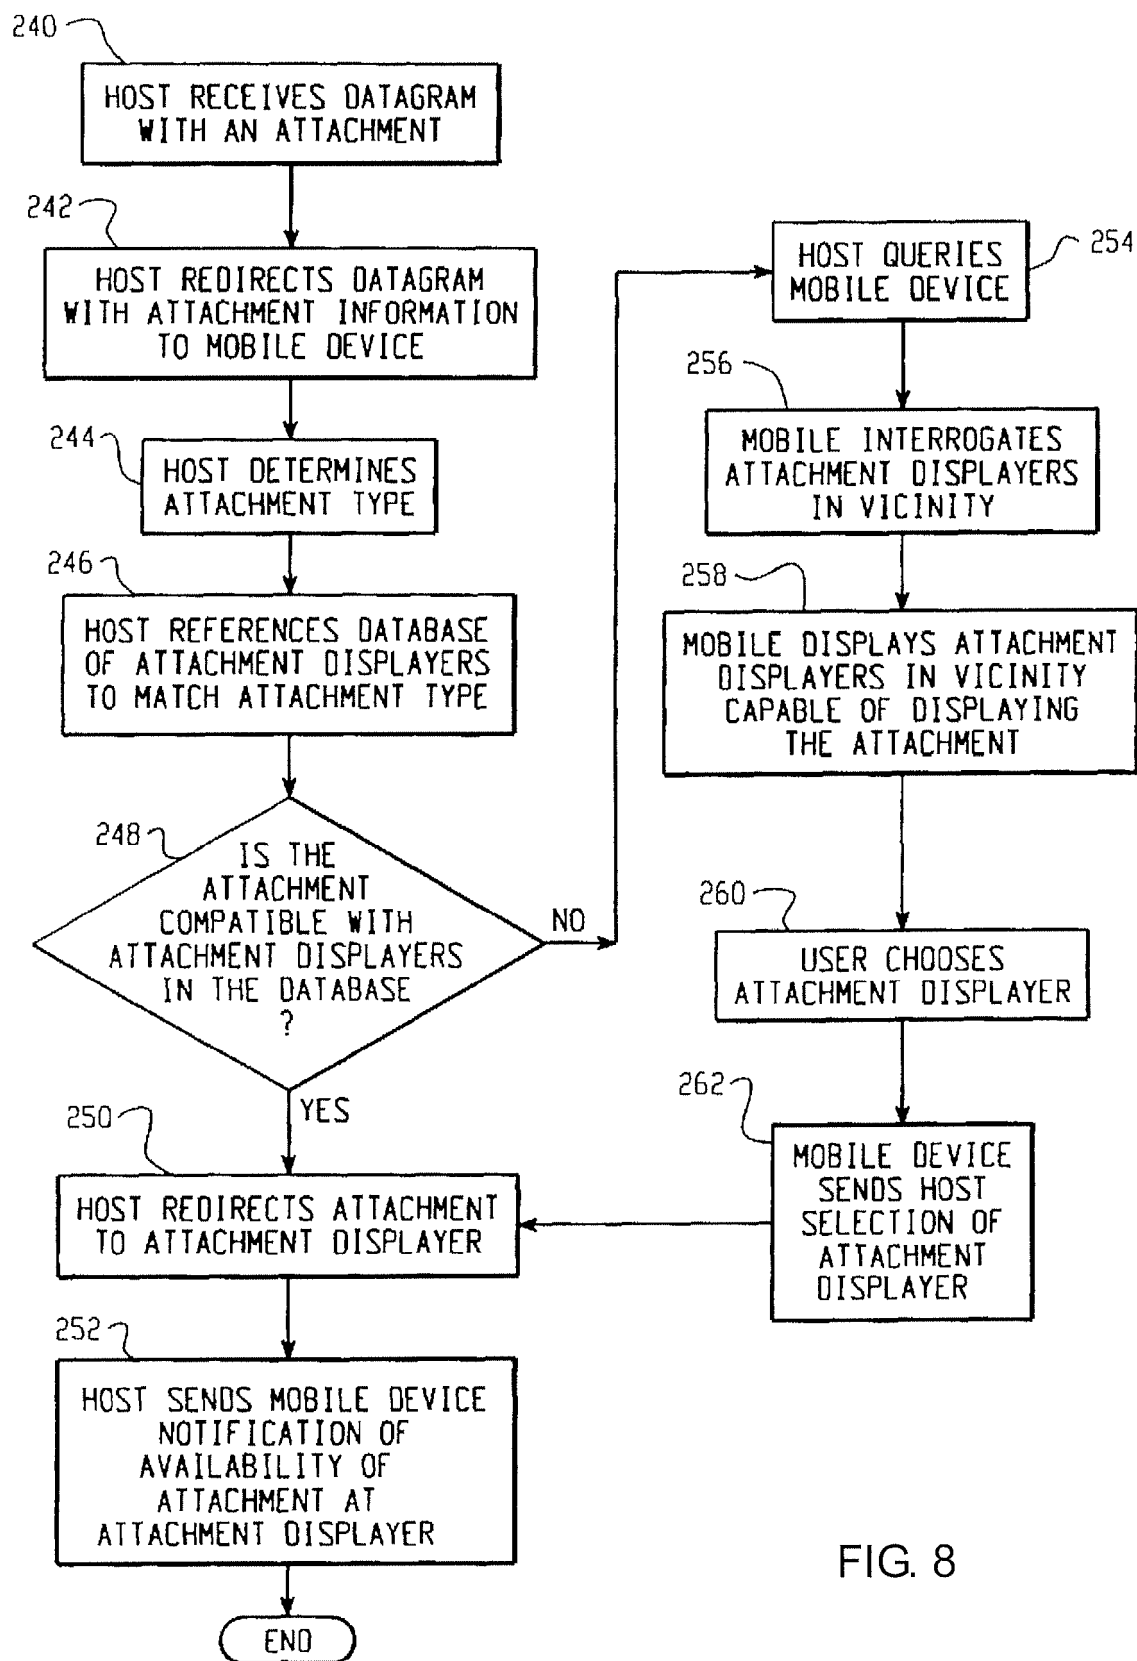 240
HOST RECEIVES DATAGRAM
WITH AN ATTACHMENT
242
HOST REDIRECTS DATAGRAM
WITH ATTACHMENT INFORMATION
TO MOBILE DEVICE
244
HOST DETERMINES
ATTACHMENT TYPE
246
HOST REFERENCES DATABASE
OF ATTACHMENT DISPLAYERS
TO MATCH ATTACHMENT TYPE
248
IS THE
ATTACHMENT
COMPATIBLE WITH
ATTACHMENT DISPLAYERS
IN THE DATABASE
?
NO
YES
250
HOST REDIRECTS ATTACHMENT
TO ATTACHMENT DISPLAYER
252
HOST SENDS MOBILE DEVICE
NOTIFICATION OF
AVAILABILITY OF
ATTACHMENT AT
ATTACHMENT DISPLAYER
END
254
HOST QUERIES
MOBILE DEVICE
256
MOBILE INTERROGATES
ATTACHMENT DISPLAYERS
IN VICINITY
258
MOBILE DISPLAYS ATTACHMENT
DISPLAYERS IN VICINITY
CAPABLE OF DISPLAYING
THE ATTACHMENT
260
USER CHOOSES
ATTACHMENT DISPLAYER
262
MOBILE DEVICE
SENDS HOST
SELECTION OF
ATTACHMENT
DISPLAYER
FIG. 8